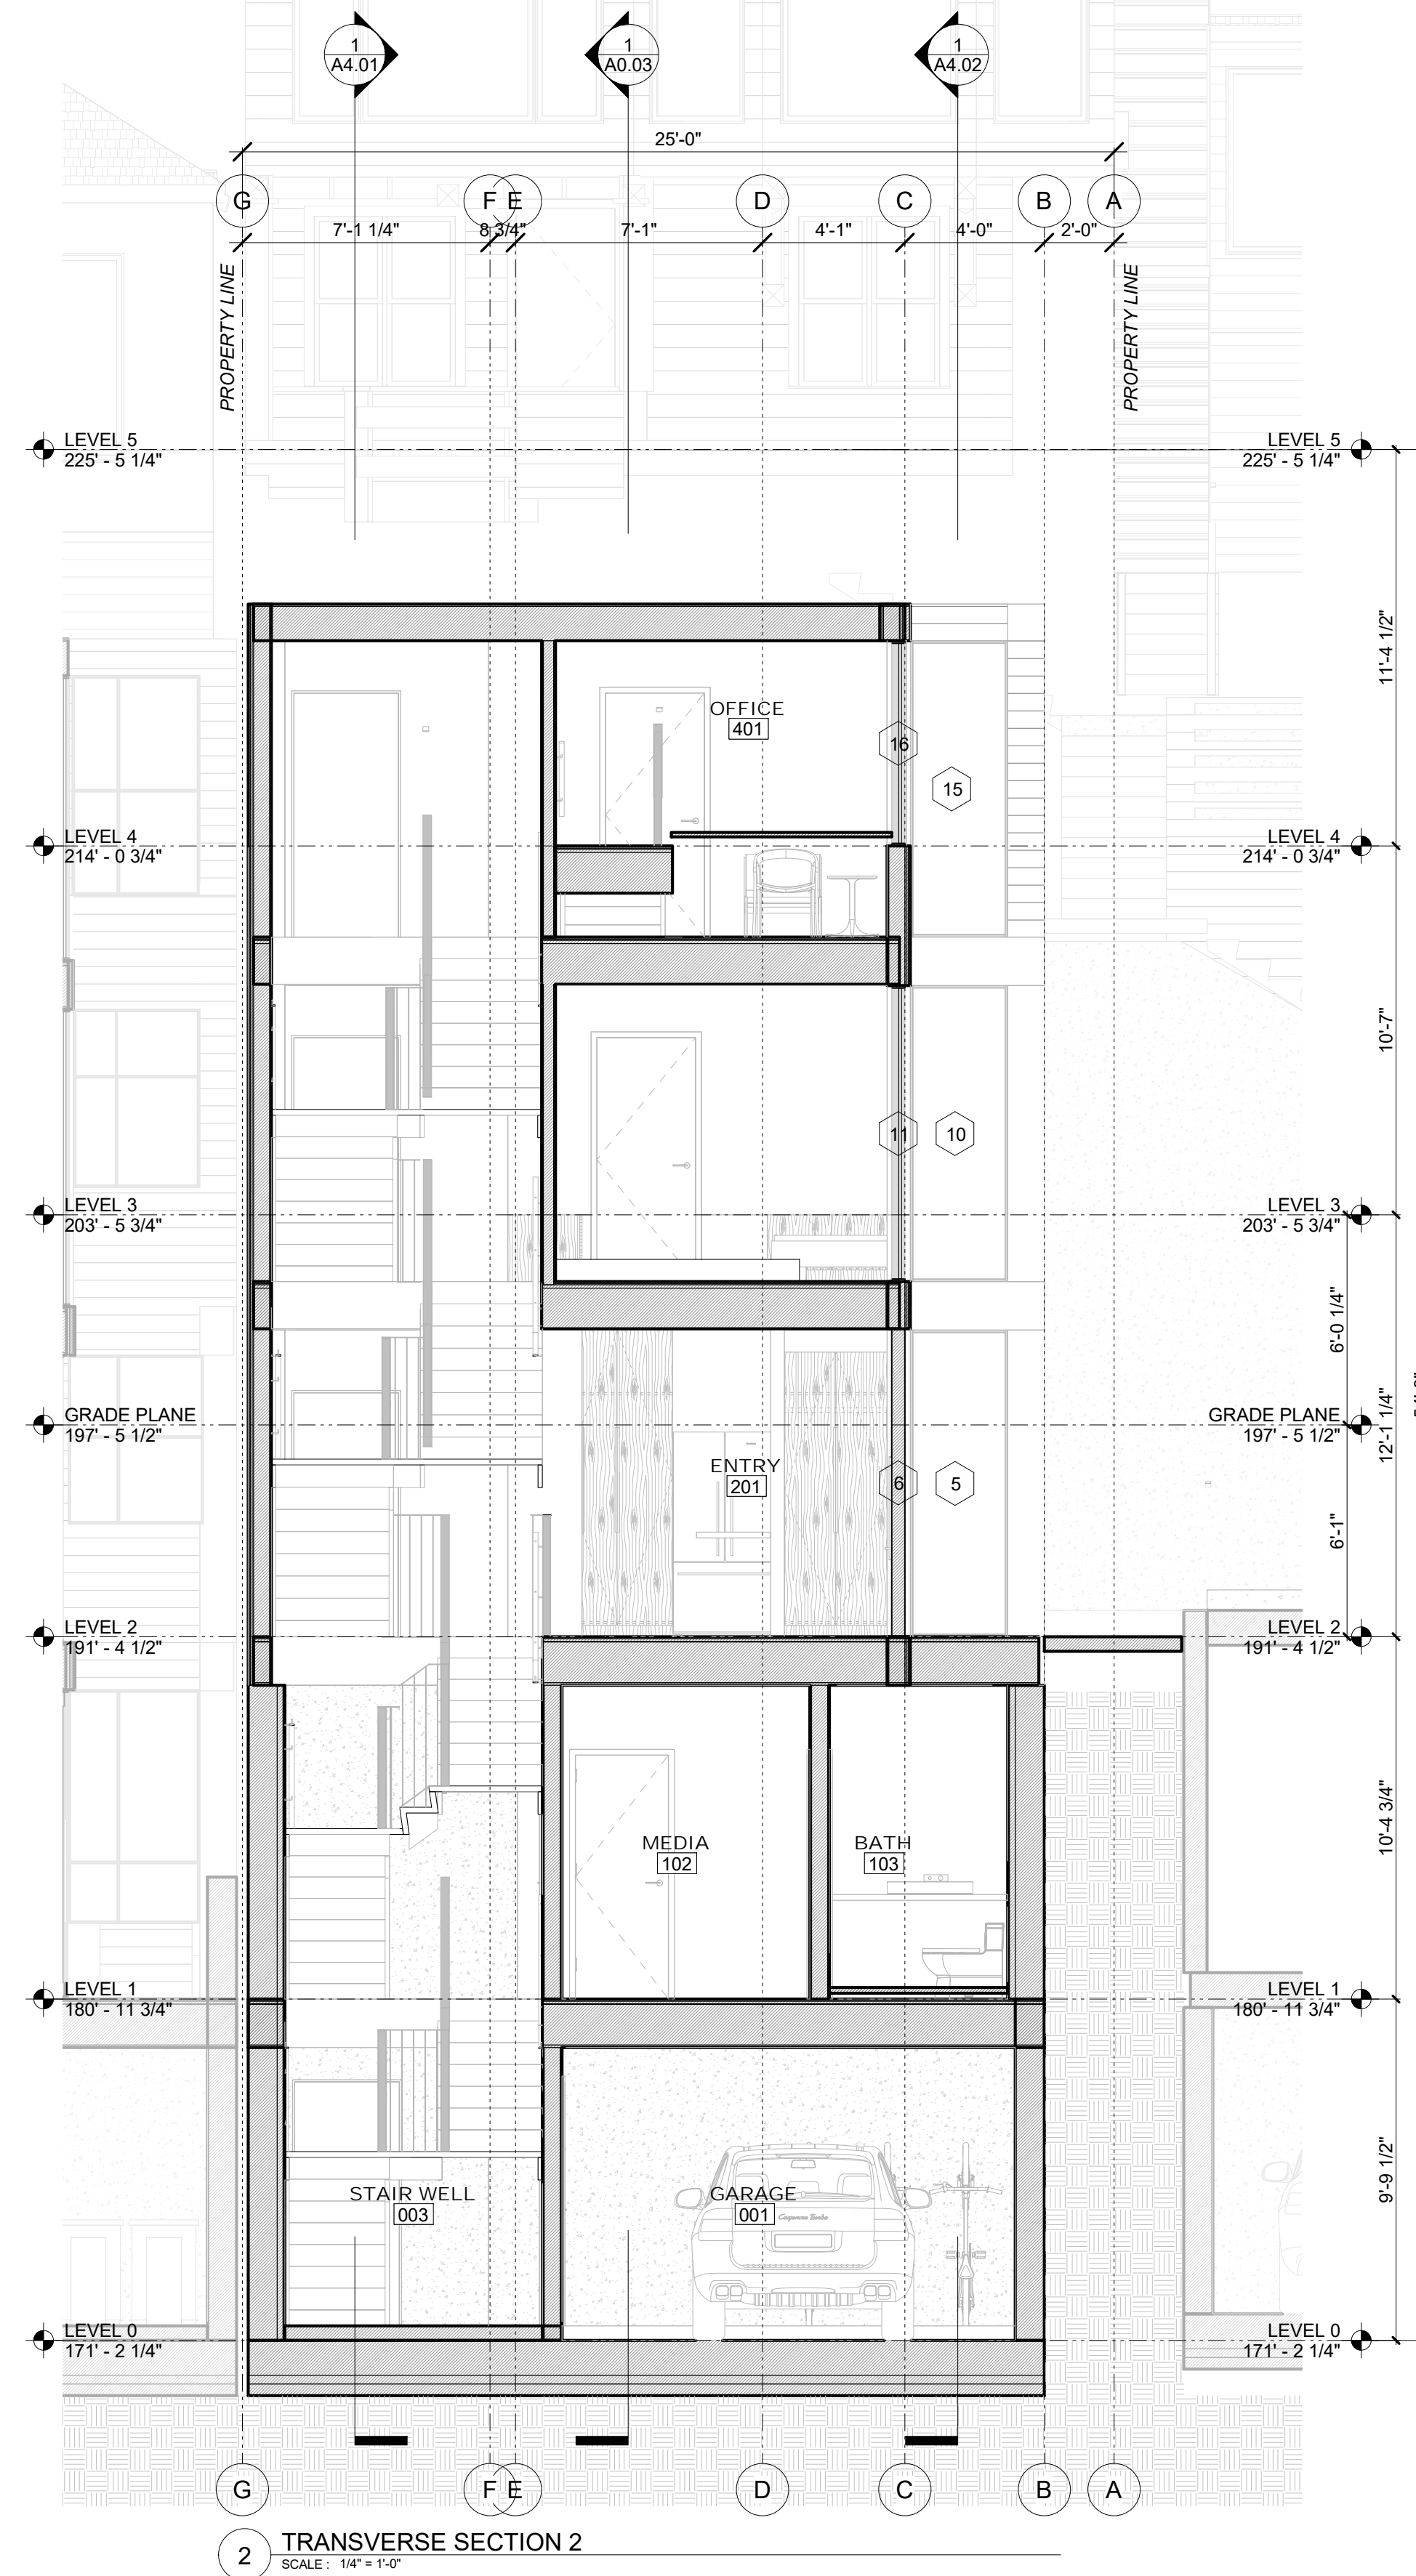 1
A4.01
1
A0.03
1
A4.02
25'-0"
G
F
E
D
C
B
A
7'-1 1/4"
8 3/4"
7'-1"
4'-1"
4'-0"
2'-0"
PROPERTY LINE
PROPERTY LINE
LEVEL 5
225' - 5 1/4"
LEVEL 5
225' - 5 1/4"
11'-4 1/2"
OFFICE
401
16
15
LEVEL 4
214' - 0 3/4"
LEVEL 4
214' - 0 3/4"
10'-7"
11
10
LEVEL 3
203' - 5 3/4"
LEVEL 3
203' - 5 3/4"
6'-0 1/4"
12'-1 1/4"
GRADE PLANE
197' - 5 1/2"
GRADE PLANE
197' - 5 1/2"
ENTRY
201
6
5
6'-1"
LEVEL 2
191' - 4 1/2"
LEVEL 2
191' - 4 1/2"
10'-4 3/4"
MEDIA
102
BATH
103
LEVEL 1
180' - 11 3/4"
LEVEL 1
180' - 11 3/4"
9'-9 1/2"
STAIR WELL
003
GARAGE
001
Cayenne Turbo
LEVEL 0
171' - 2 1/4"
LEVEL 0
171' - 2 1/4"
G
F
E
D
C
B
A
2
TRANSVERSE SECTION 2
SCALE : 1/4" = 1'-0"